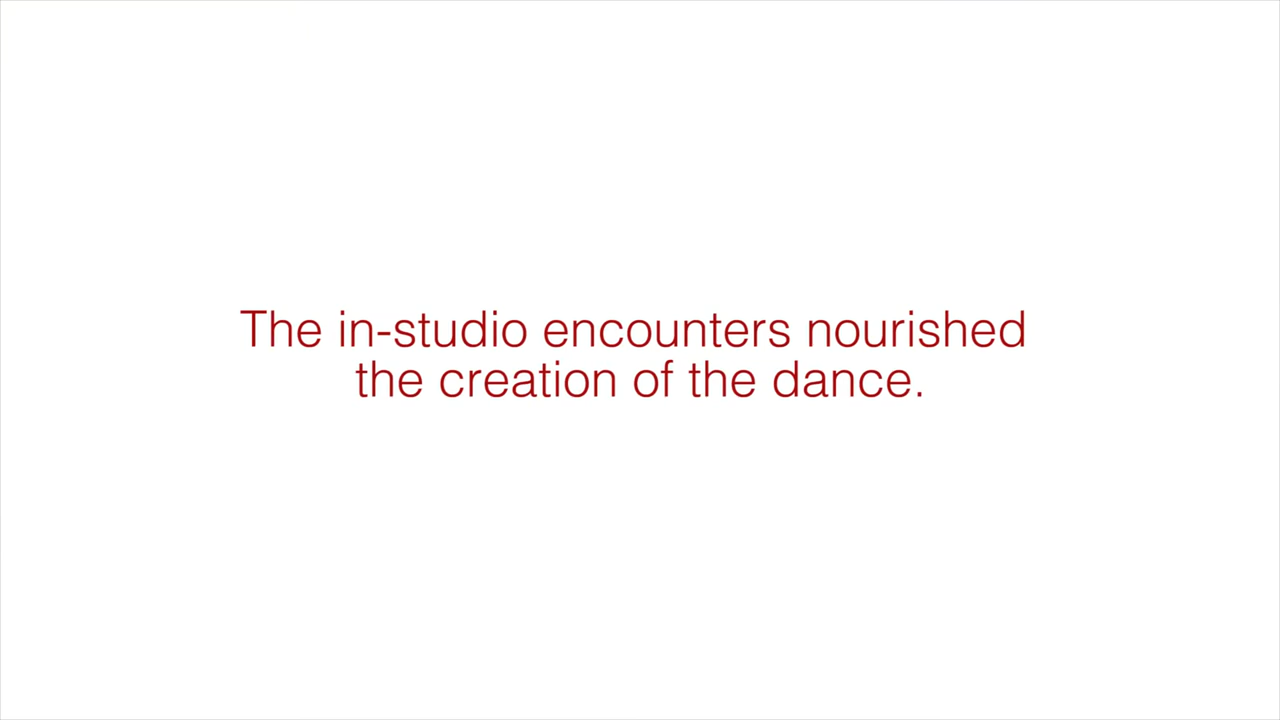 The in-studio encounters nourished
the creation of the dance.